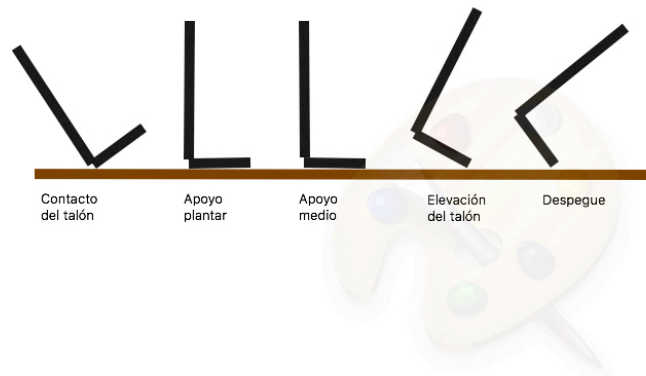 Contacto
del talón
Apoyo
plantar
Apoyo
medio
Elevación
del talón
Despegue